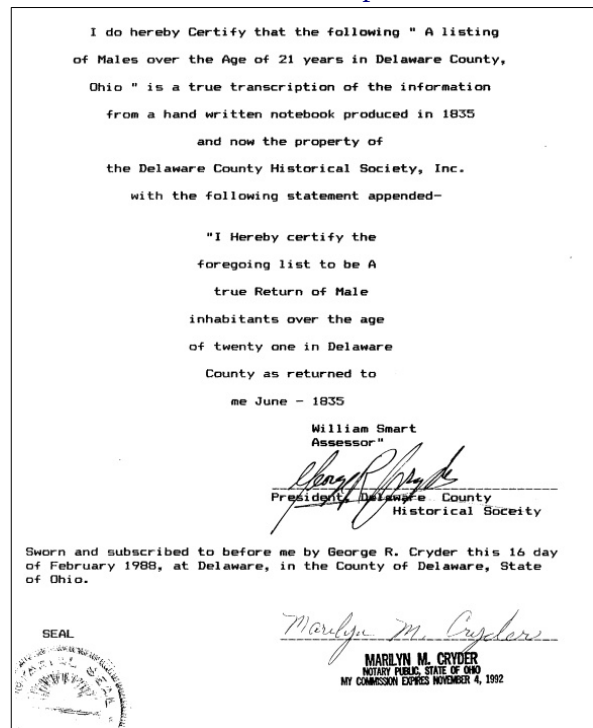 I do hereby Certify that the following " A listing
of Males over the Age of 21 years in Delaware County,
Ohio " is a true transcription of the information
from a hand written notebook produced in 1835
and now the property of
the Delaware County Historical Society, Inc.
with the following statement appended-
"I Hereby certify the
foregoing list to be A
true Return of Male
inhabitants over the age
of twenty one in Delaware
County as returned to
me June - 1835
William Smart
Assessor"
George R Cryder
President, Delaware County
Historical Soceity
Sworn and subscribed to before me by George R. Cryder this 16 day
of February 1988, at Delaware, in the County of Delaware, State
of Ohio.
Marilyn M. Cryder
SEAL
MARILYN M. CRYDER
NOTARY PUBLIC, STATE OF OHIO
MY COMMISSION EXPIRES NOVEMBER 4, 1992
NOTARIAL SEAL